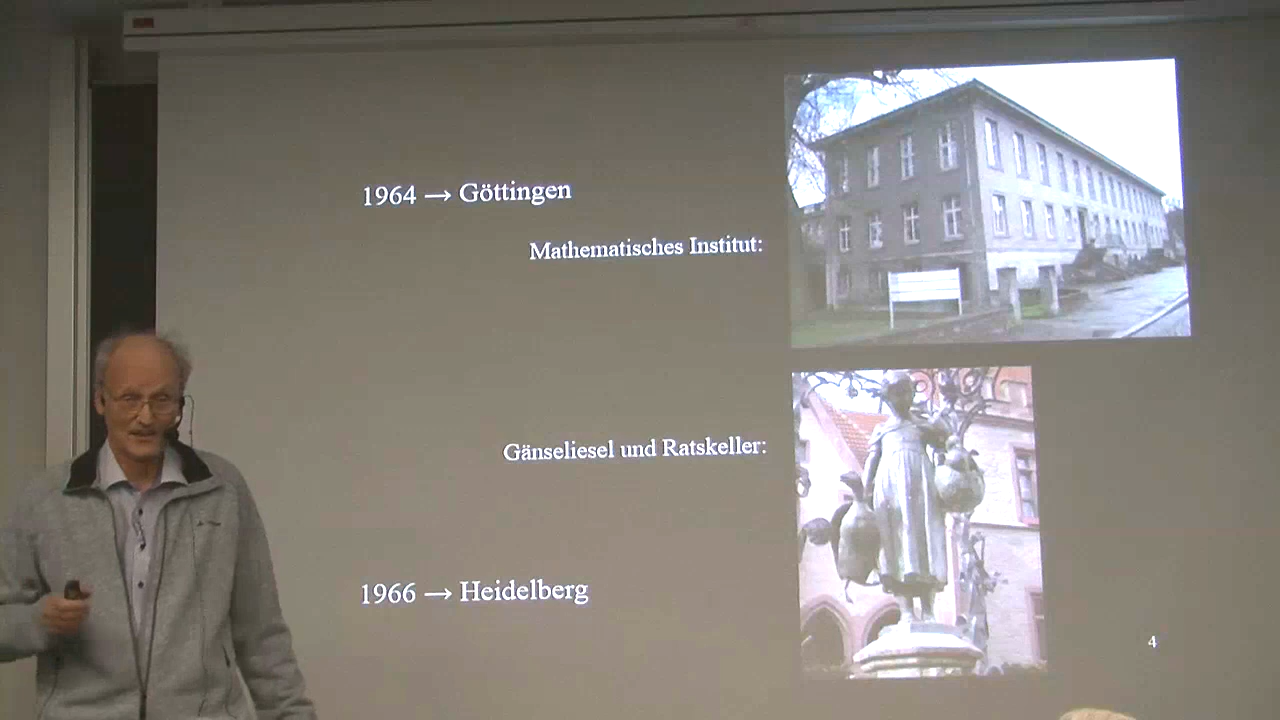 1964 → Göttingen
Mathematisches Institut:
Gänseliesel und Ratskeller:
1966 → Heidelberg
4